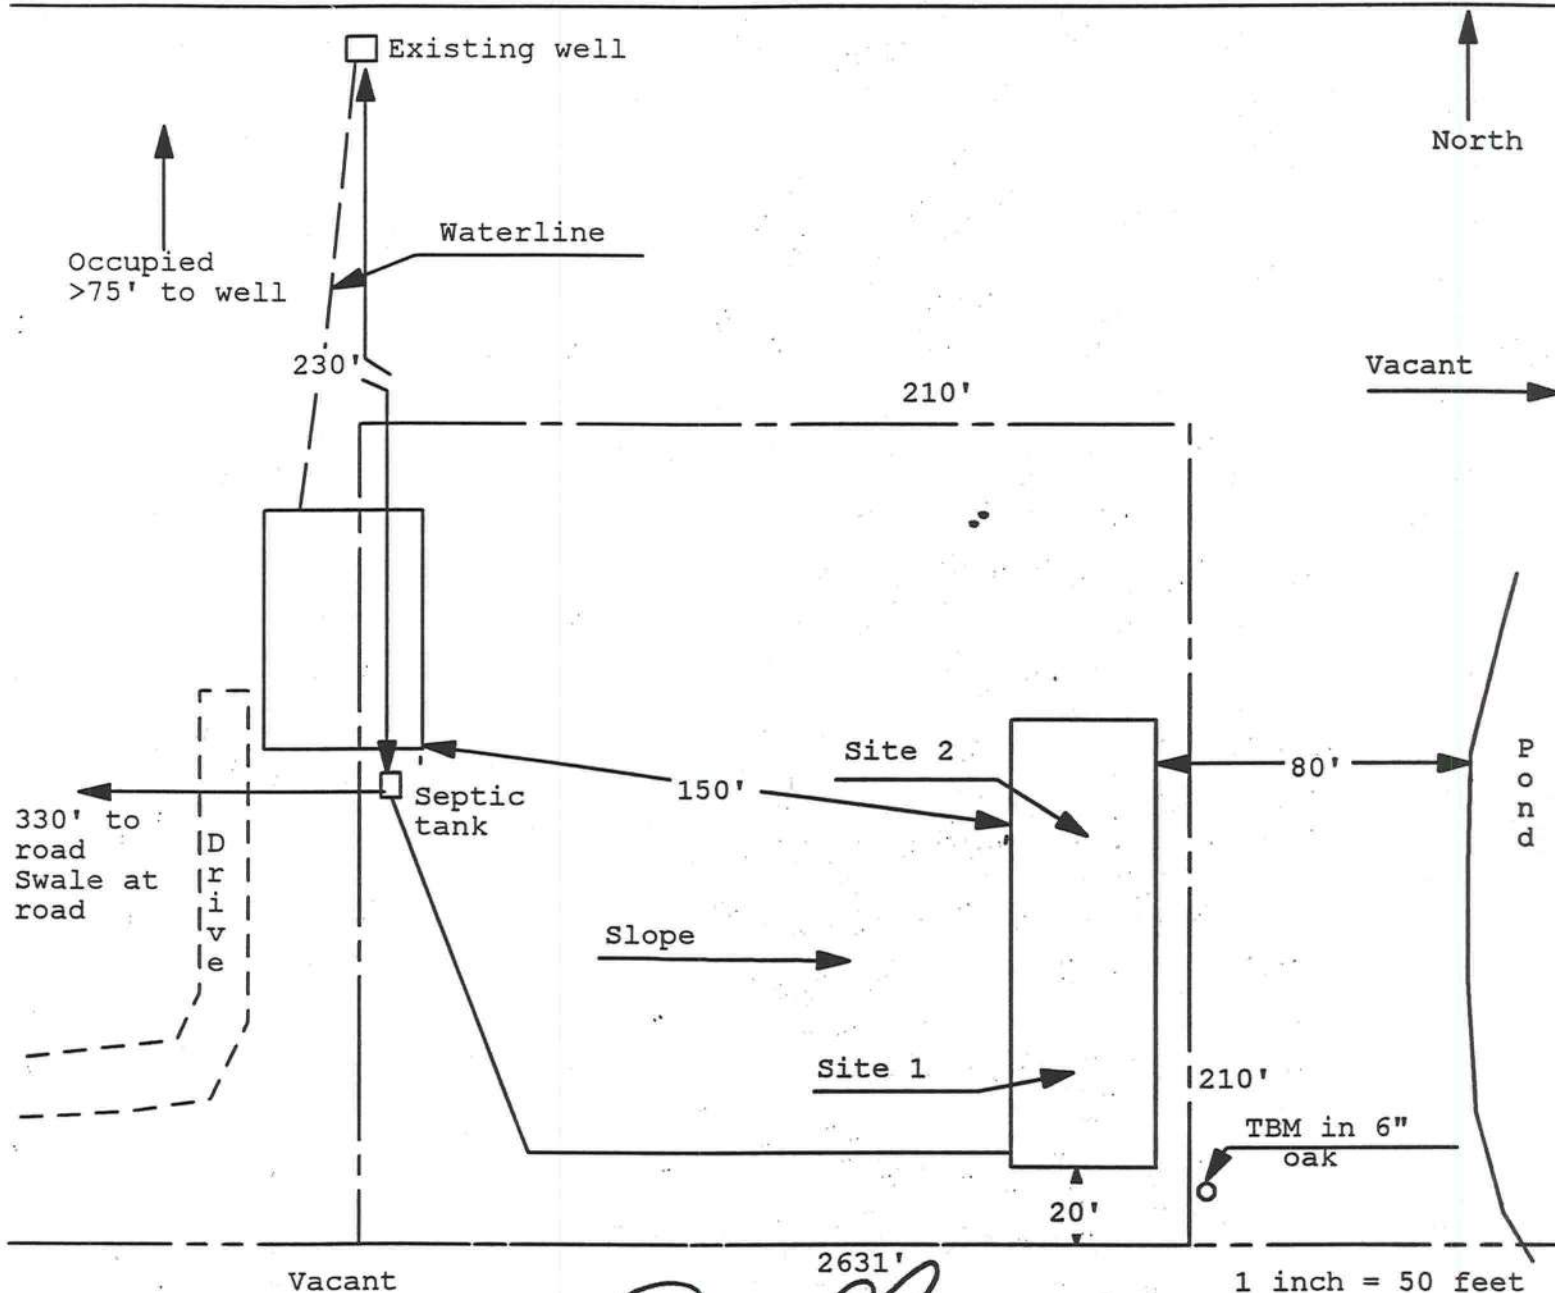 Existing well
North
Waterline
Occupied
>75' to well
230'
Vacant
210'
Site 2
80'
Pond
150'
Septic
tank
330' to
road
Swale at
road
Drive
Slope
Site 1
210'
TBM in 6"
oak
20'
2631'
Vacant
1 inch = 50 feet